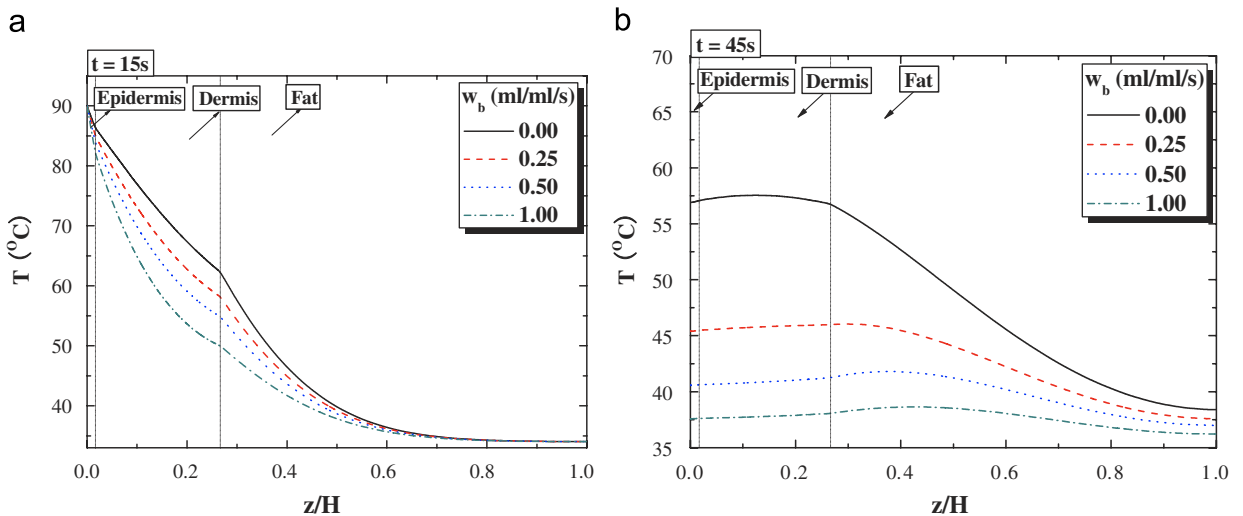 a
t = 15s
Epidermis
Dermis
Fat
w_b (ml/ml/s)
0.00
0.25
0.50
1.00
90
80
70
60
50
40
T (°C)
0.0 0.2 0.4 0.6 0.8 1.0
z/H
b
t = 45s
Epidermis
Dermis
Fat
w_b (ml/ml/s)
0.00
0.25
0.50
1.00
70
65
60
55
50
45
40
35
T (°C)
0.0 0.2 0.4 0.6 0.8 1.0
z/H